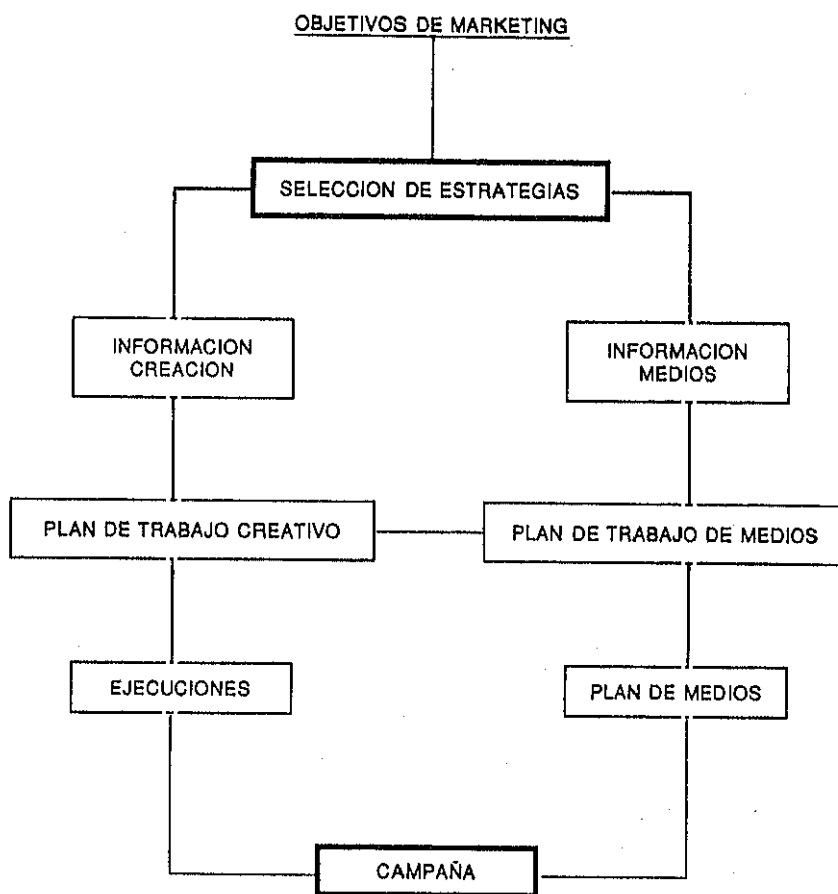 OBJETIVOS DE MARKETING
SELECCION DE ESTRATEGIAS
INFORMACION
CREACION
INFORMACION
MEDIOS
PLAN DE TRABAJO CREATIVO
PLAN DE TRABAJO DE MEDIOS
EJECUCIONES
PLAN DE MEDIOS
CAMPAÑA